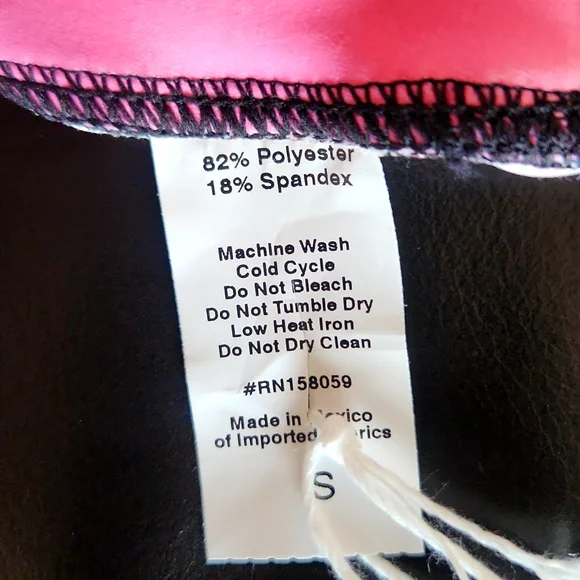 82% Polyester
18% Spandex
Machine Wash
Cold Cycle
Do Not Bleach
Do Not Tumble Dry
Low Heat Iron
Do Not Dry Clean
#RN158059
Made in
of Imported
S